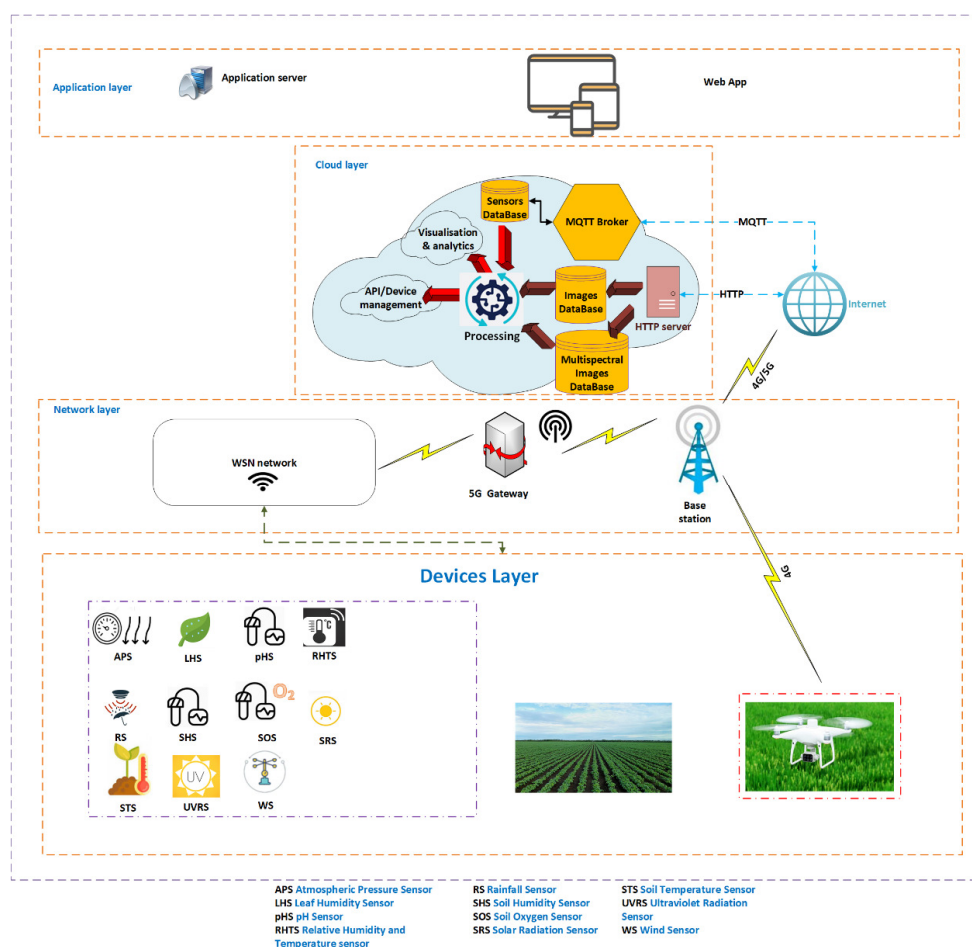 Application layer
Application server
Web App
Cloud layer
Sensors
DataBase
MQTT Broker
MQTT
Visualisation
& analytics
API/Device
management
Images
DataBase
HTTP
Internet
HTTP server
Processing
Multispectral
Images
DataBase
4G/5G
Network layer
WSN network
5G Gateway
Base
station
4G
Devices Layer
°C
APS
LHS
pHS
RHTS
O2
RS
SHS
SOS
SRS
UV
STS
UVRS
WS
APS Atmospheric Pressure Sensor
LHS Leaf Humidity Sensor
pHS pH Sensor
RHTS Relative Humidity and
Temperature sensor
RS Rainfall Sensor
SHS Soil Humidity Sensor
SOS Soil Oxygen Sensor
SRS Solar Radiation Sensor
STS Soil Temperature Sensor
UVRS Ultraviolet Radiation
Sensor
WS Wind Sensor